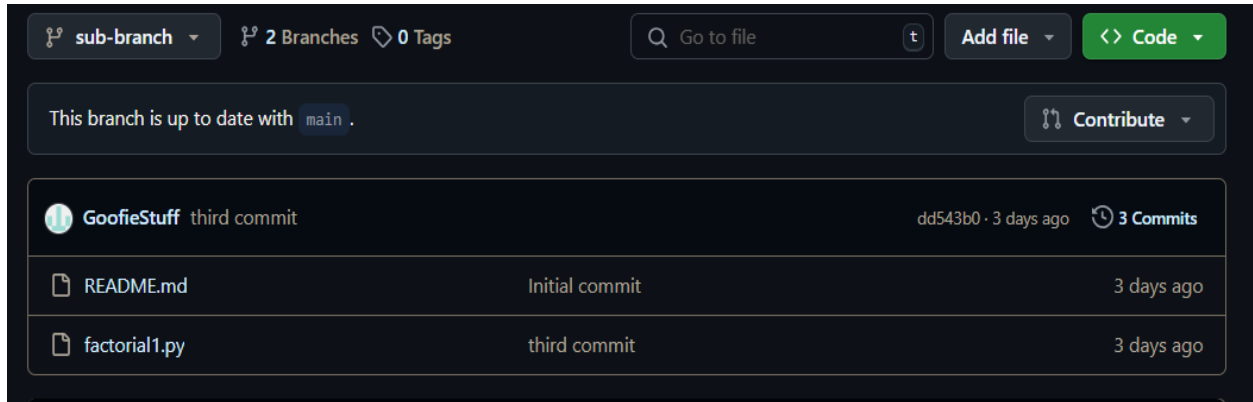 sub-branch 2 Branches 0 Tags Go to file t Add file Code
This branch is up to date with main . Contribute
GoofieStuff third commit dd543b0 · 3 days ago 3 Commits
README.md Initial commit 3 days ago
factorial1.py third commit 3 days ago